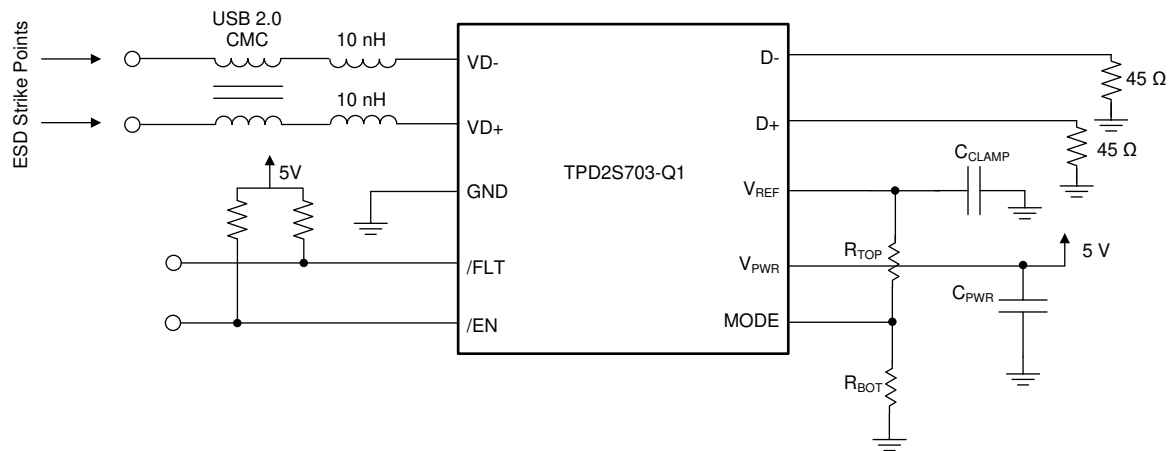 ESD Strike Points
USB 2.0
CMC
10 nH
10 nH
VD-
VD+
GND
/FLT
/EN
5V
TPD2S703-Q1
D-
D+
VREF
VPWR
MODE
45 Ω
45 Ω
CCLAMP
RTOP
5 V
CPWR
RBOT